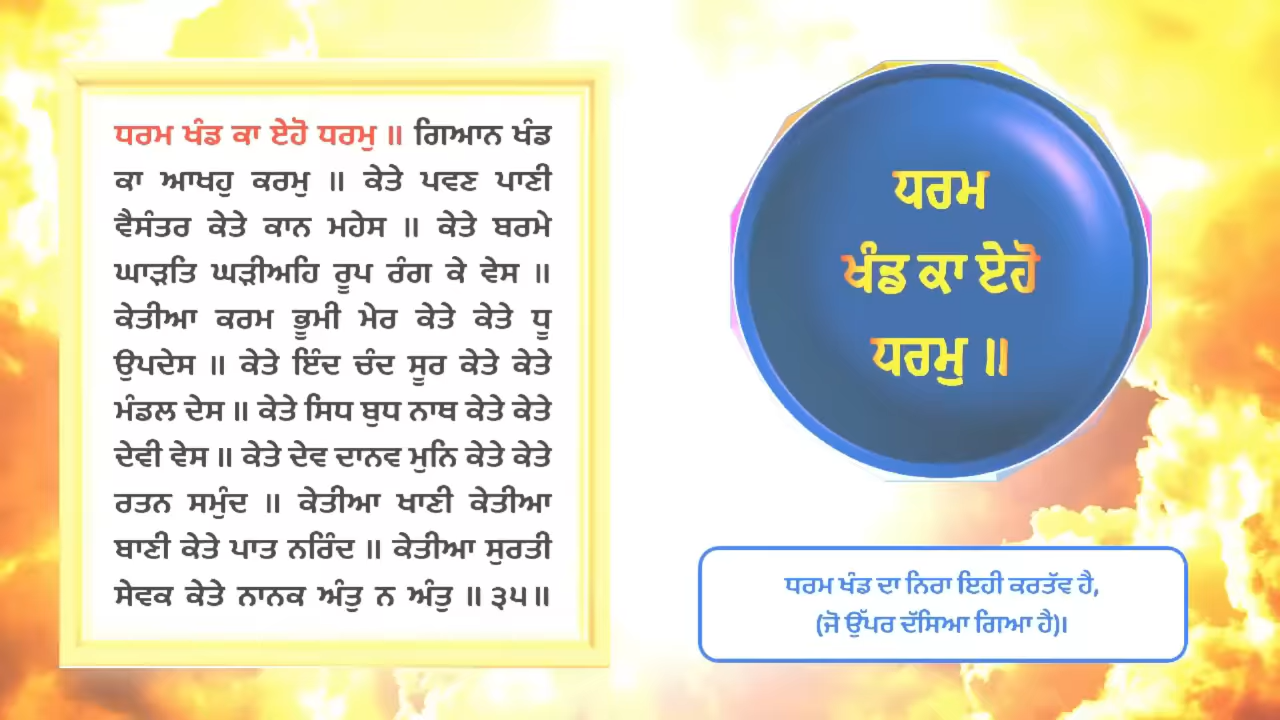 ਧਰਮ ਖੰਡ ਕਾ ਏਹੋ ਧਰਮੁ ॥ ਗਿਆਨ ਖੰਡ
ਕਾ ਆਖਹੁ ਕਰਮੁ ॥ ਕੇਤੇ ਪਵਣ ਪਾਣੀ
ਵੈਸੰਤਰ ਕੇਤੇ ਕਾਨ ਮਹੇਸ ॥ ਕੇਤੇ ਬਰਮੇ
ਘਾੜਤਿ ਘੜੀਅਹਿ ਰੂਪ ਰੰਗ ਕੇ ਵੇਸ ॥
ਕੇਤੀਆ ਕਰਮ ਭੂਮੀ ਮੇਰ ਕੇਤੇ ਕੇਤੇ ਧੂ
ਉਪਦੇਸ ॥ ਕੇਤੇ ਇੰਦ ਚੰਦ ਸੂਰ ਕੇਤੇ ਕੇਤੇ
ਮੰਡਲ ਦੇਸ ॥ ਕੇਤੇ ਸਿਧ ਬੁਧ ਨਾਥ ਕੇਤੇ ਕੇਤੇ
ਦੇਵੀ ਵੇਸ ॥ ਕੇਤੇ ਦੇਵ ਦਾਨਵ ਮੁਨਿ ਕੇਤੇ ਕੇਤੇ
ਰਤਨ ਸਮੁੰਦ ॥ ਕੇਤੀਆ ਖਾਣੀ ਕੇਤੀਆ
ਬਾਣੀ ਕੇਤੇ ਪਾਤ ਨਰਿੰਦ ॥ ਕੇਤੀਆ ਸੁਰਤੀ
ਸੇਵਕ ਕੇਤੇ ਨਾਨਕ ਅੰਤੁ ਨ ਅੰਤੁ ॥੩੫॥
ਧਰਮ
ਖੰਡ ਕਾ ਏਹੋ
ਧਰਮੁ ॥
ਧਰਮ ਖੰਡ ਦਾ ਨਿਰਾ ਇਹੀ ਕਰਤੱਵ ਹੈ,
(ਜੋ ਉੱਪਰ ਦੱਸਿਆ ਗਿਆ ਹੈ)।